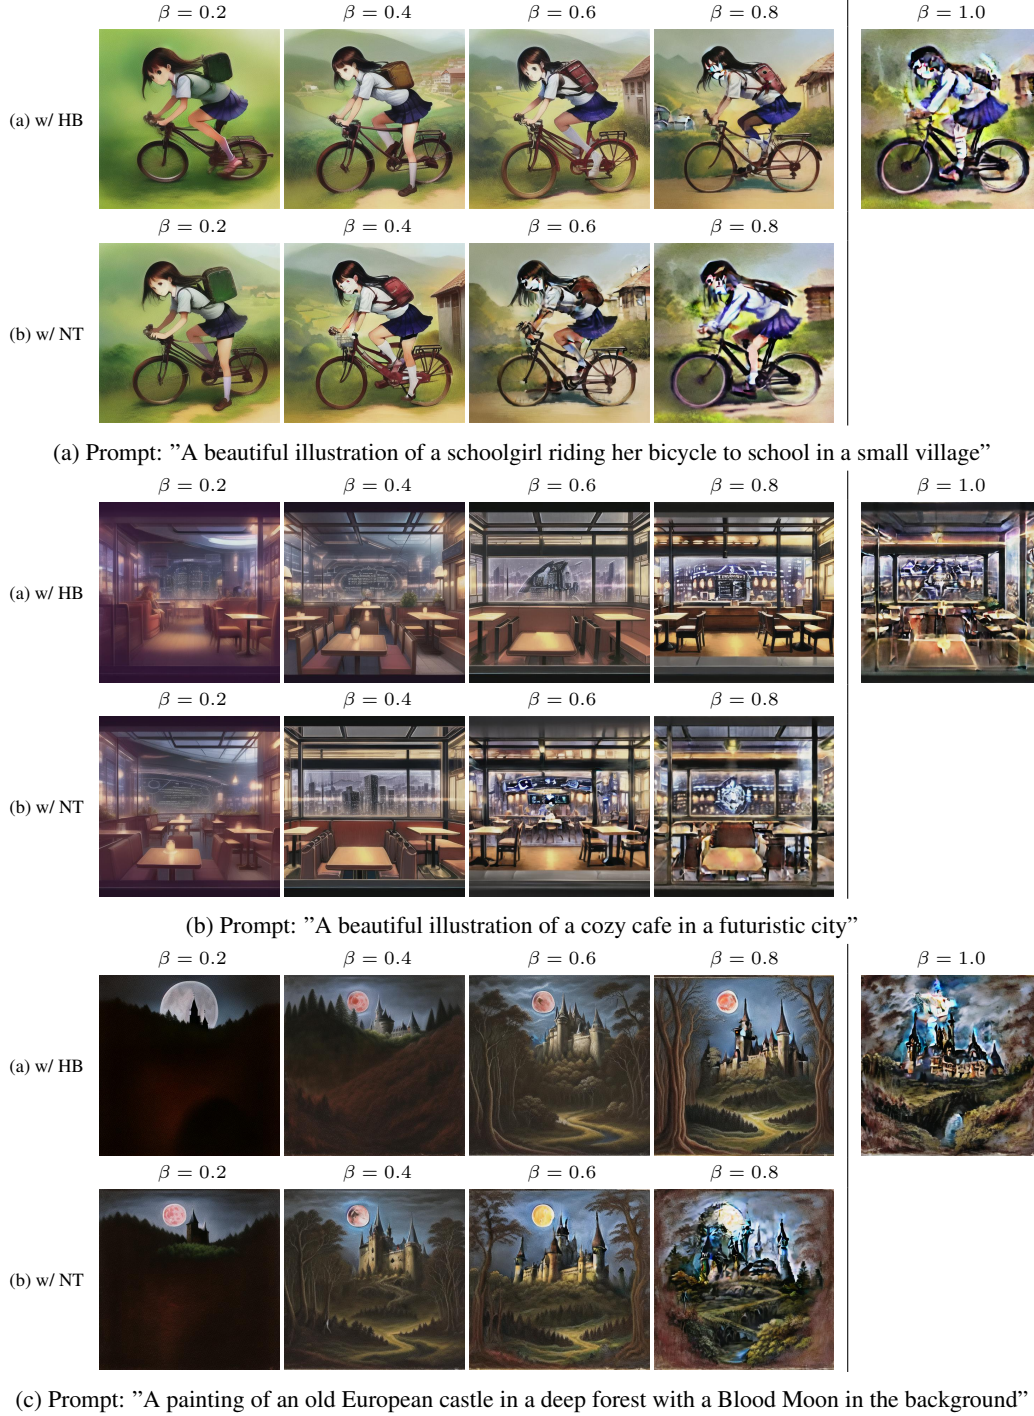 β = 0.2 β = 0.4 β = 0.6 β = 0.8 β = 1.0
(a) w/ HB
β = 0.2 β = 0.4 β = 0.6 β = 0.8
(b) w/ NT
(a) Prompt: ”A beautiful illustration of a schoolgirl riding her bicycle to school in a small village”
β = 0.2 β = 0.4 β = 0.6 β = 0.8 β = 1.0
(a) w/ HB
β = 0.2 β = 0.4 β = 0.6 β = 0.8
(b) w/ NT
(b) Prompt: ”A beautiful illustration of a cozy cafe in a futuristic city”
β = 0.2 β = 0.4 β = 0.6 β = 0.8 β = 1.0
(a) w/ HB
β = 0.2 β = 0.4 β = 0.6 β = 0.8
(b) w/ NT
(c) Prompt: ”A painting of an old European castle in a deep forest with a Blood Moon in the background”